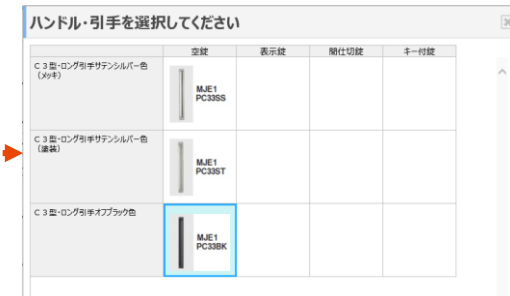 ハンドル・引手を選択してください
空錠 表示錠 間仕切錠 キー付錠
C3型・ロング引手サテンシルバー色
(メッキ)
MJE1
PC33SS
C3型・ロング引手サテンシルバー色
(塗装)
MJE1
PC33ST
C3型・ロング引手オフブラック色
MJE1
PC33BK